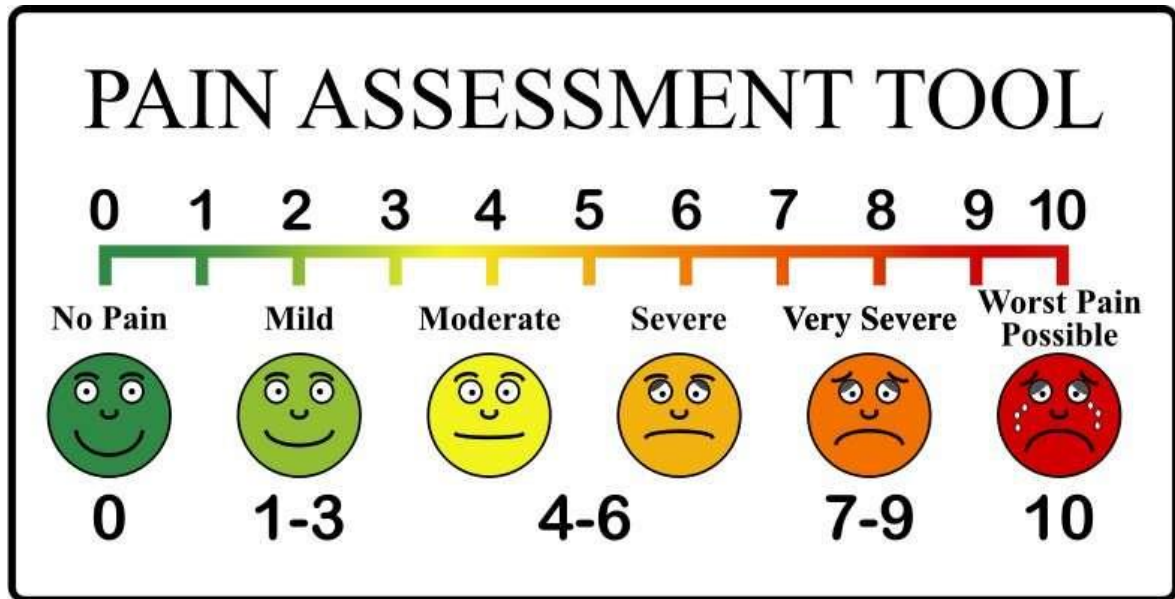 PAIN ASSESSMENT TOOL
0 1 2 3 4 5 6 7 8 9 10
No Pain Mild Moderate Severe Very Severe Worst Pain Possible
0 1-3 4-6 7-9 10